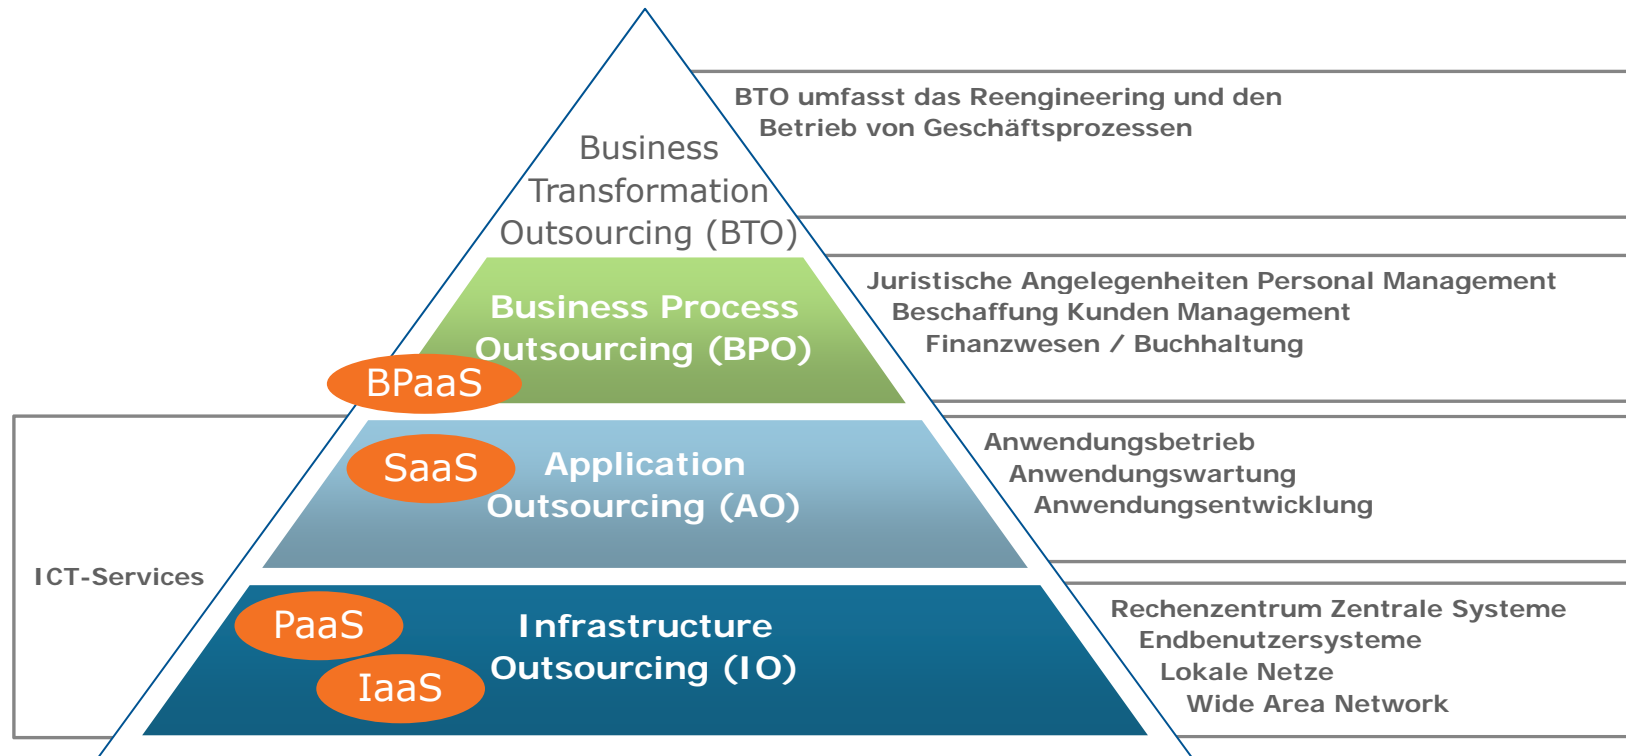 BTO umfasst das Reengineering und den
Betrieb von Geschäftsprozessen
Business
Transformation
Outsourcing (BTO)
Juristische Angelegenheiten Personal Management
Beschaffung Kunden Management
Finanzwesen / Buchhaltung
Business Process
Outsourcing (BPO)
BPaaS
Anwendungsbetrieb
Anwendungswartung
Anwendungsentwicklung
SaaS
Application
Outsourcing (AO)
ICT-Services
Rechenzentrum Zentrale Systeme
Endbenutzersysteme
Lokale Netze
Wide Area Network
PaaS
IaaS
Infrastructure
Outsourcing (IO)